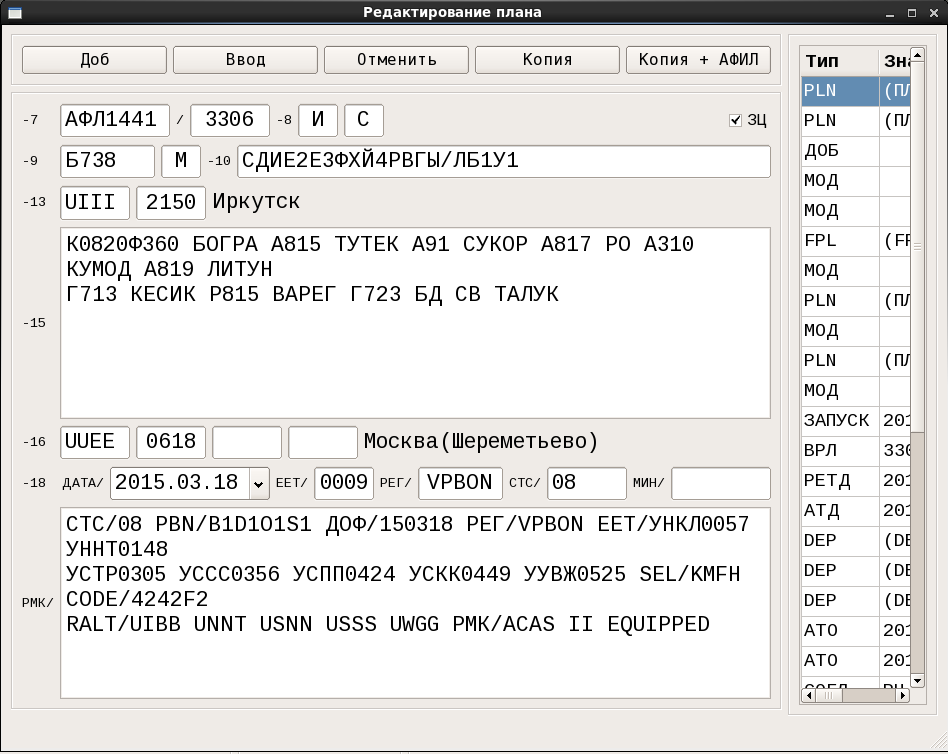 Редактирование плана
Доб Ввод Отменить Копия Копия + АФИЛ
-7 АФЛ1441 / 3306 -8 И С ЗЦ
-9 Б738 М -10 СДИЕ2Е3ФХЙ4РВГЫ/ЛБ1У1
-13 UIII 2150 Иркутск
-15
К0820Ф360 БОГРА А815 ТУТЕК А91 СУКОР А817 РО А310
КУМОД А819 ЛИТУН
Г713 КЕСИК Р815 ВАРЕГ Г723 БД СВ ТАЛУК
-16 UUEE 0618 Москва(Шереметьево)
-18 ДАТА/ 2015.03.18 ЕЕТ/ 0009 РЕГ/ VPBON СТС/ 08 МИН/
РМК/
СТС/08 PBN/B1D1O1S1 ДОФ/150318 РЕГ/VPBON ЕЕТ/УНКЛ0057
УННТ0148
УСТР0305 УССС0356 УСПП0424 УСКК0449 УУВЖ0525 SEL/KMFH
CODE/4242F2
RALT/UIBB UNNT USNN USSS UWGG РМК/ACAS II EQUIPPED
Тип Зна
PLN (ПЛ
PLN (ПЛ
ДОБ
МОД
МОД
FPL (FP
МОД
PLN (ПЛ
МОД
PLN (ПЛ
МОД
ЗАПУСК 201
ВРЛ 330
РЕТД 201
АТД 201
DEP (DE
DEP (DE
DEP (DE
АТО 201
АТО 201